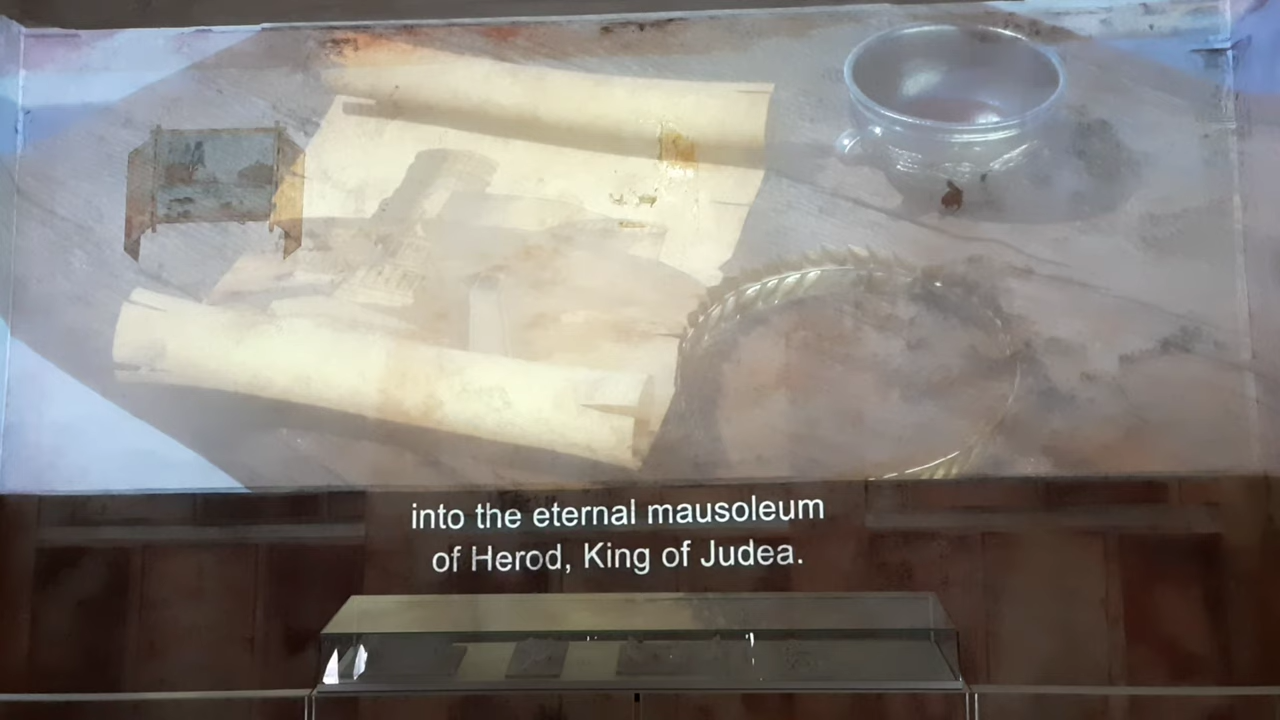 into the eternal mausoleum
of Herod, King of Judea.